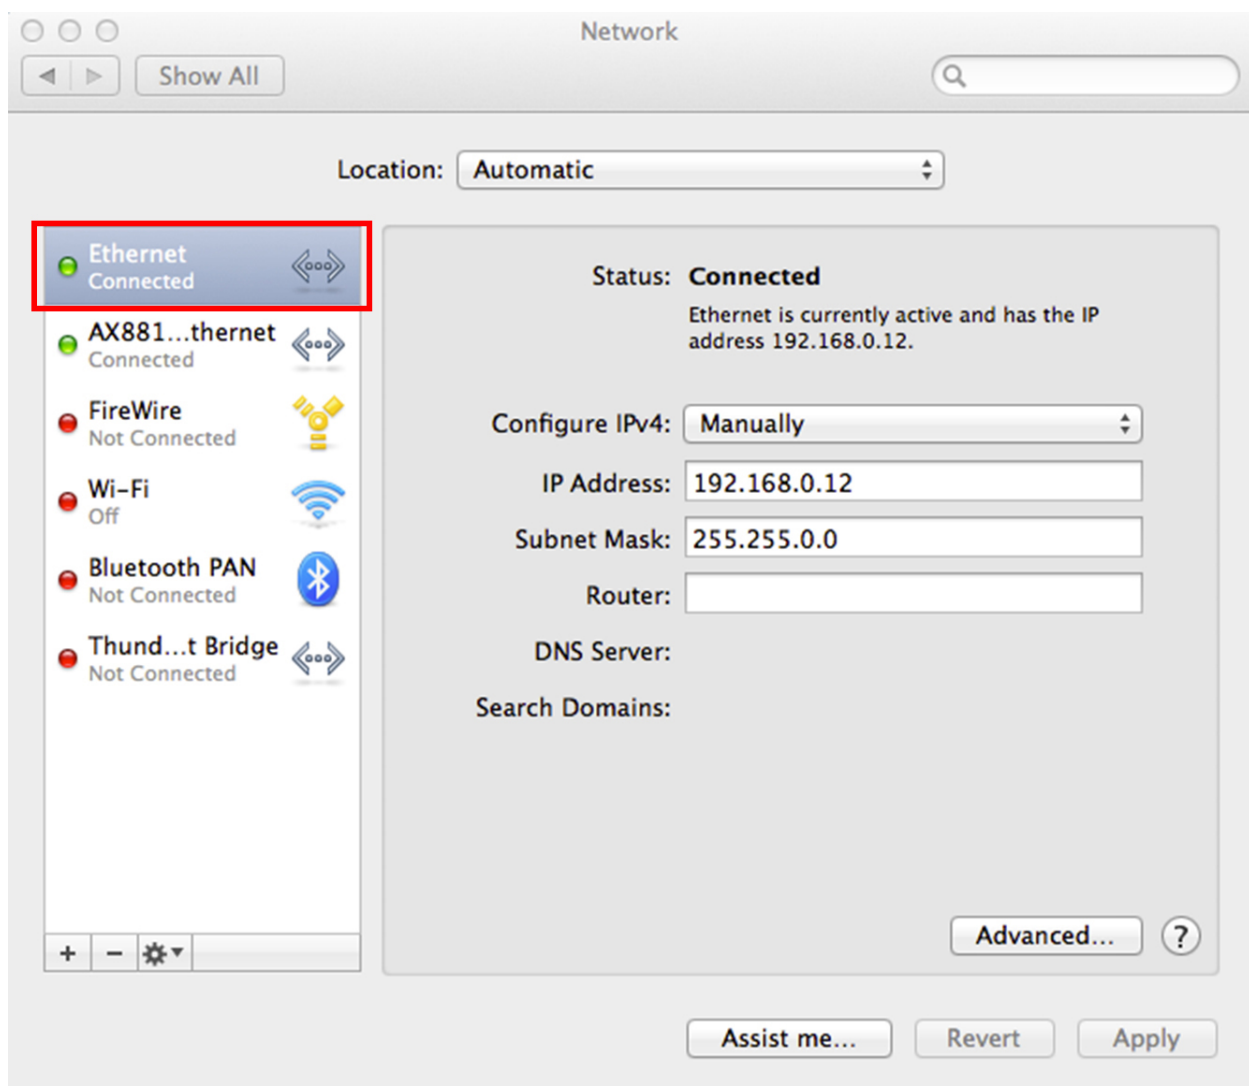 Network
Show All
Location: Automatic
Ethernet
Connected
AX881...thernet
Connected
FireWire
Not Connected
Wi-Fi
Off
Bluetooth PAN
Not Connected
Thund...t Bridge
Not Connected
+ −
Status: Connected
Ethernet is currently active and has the IP
address 192.168.0.12.
Configure IPv4: Manually
IP Address: 192.168.0.12
Subnet Mask: 255.255.0.0
Router:
DNS Server:
Search Domains:
Advanced... ?
Assist me... Revert Apply